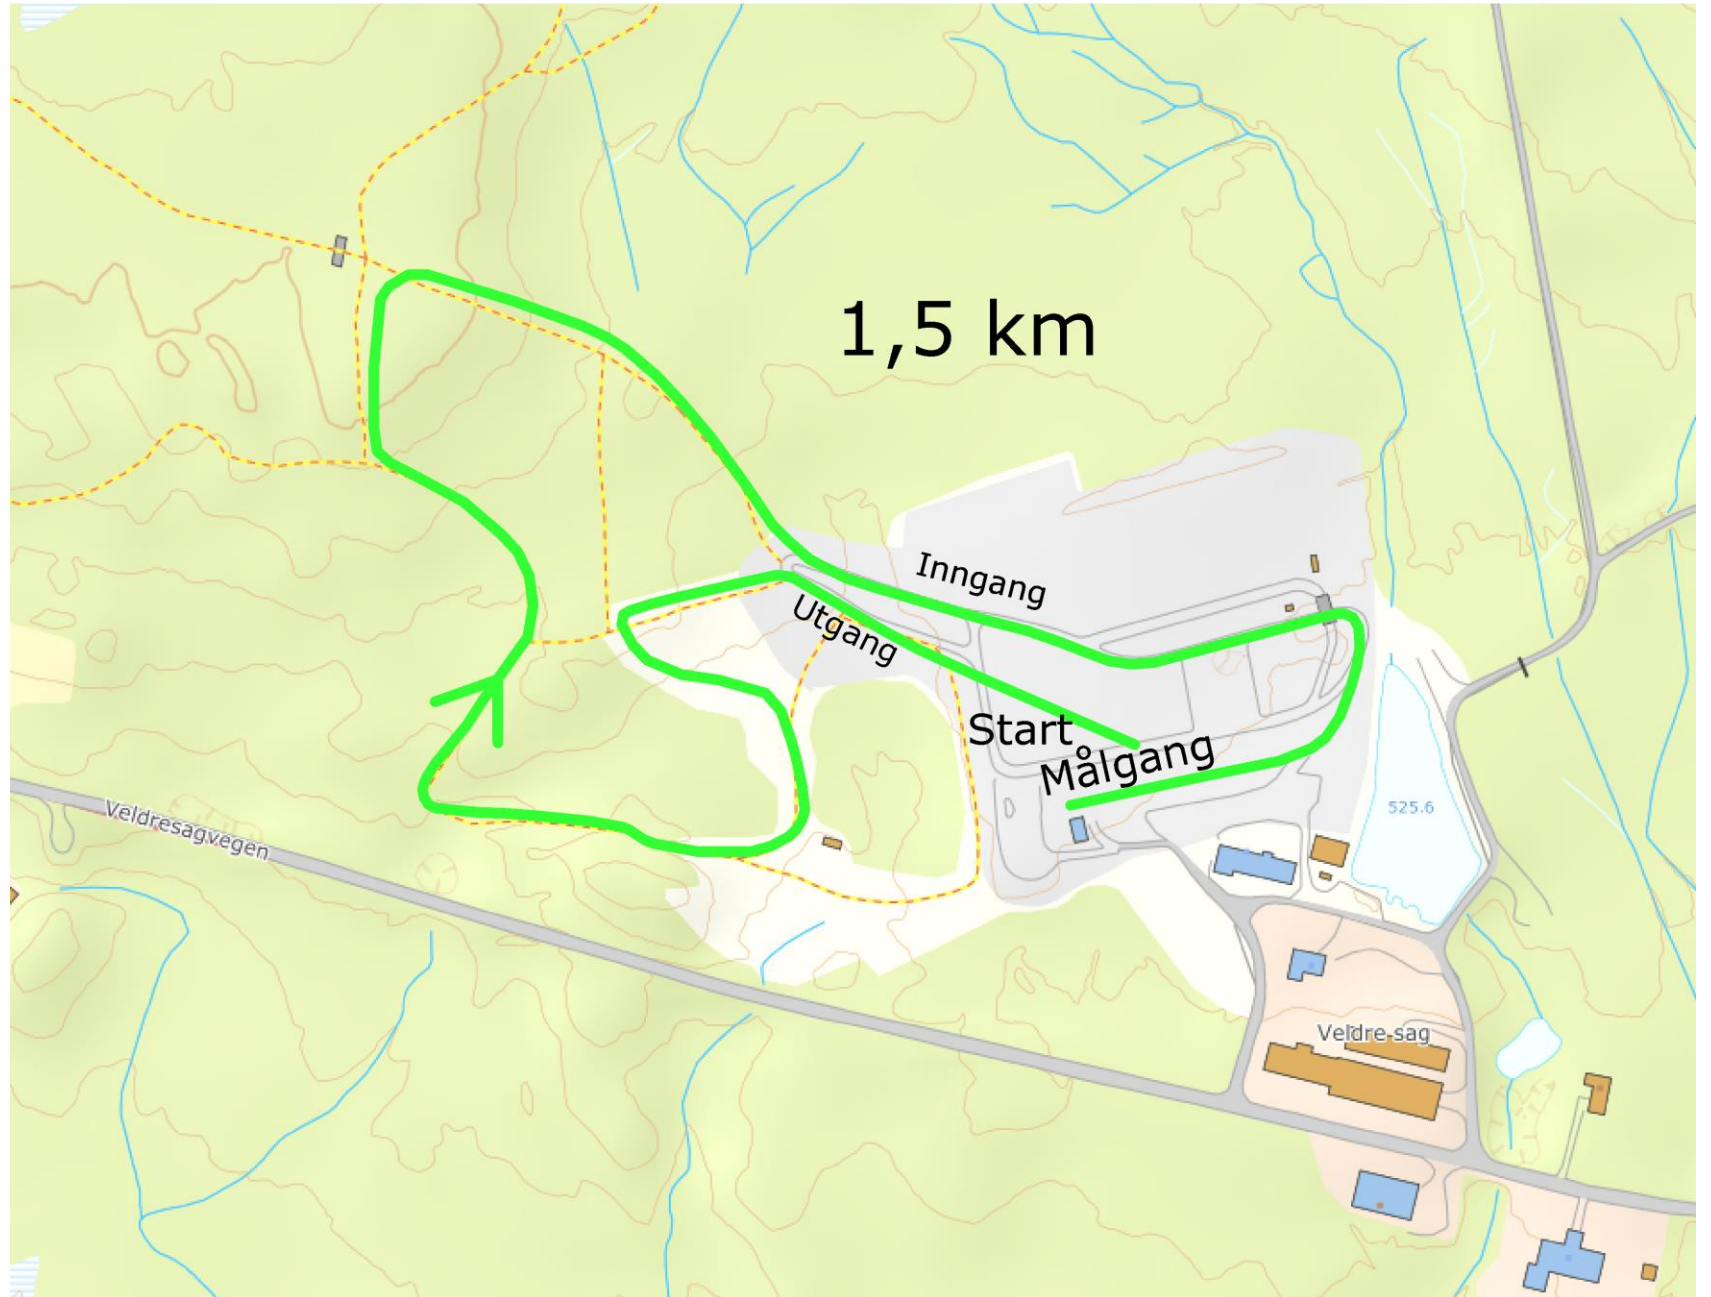 1,5 km
Inngang
Utgang
Start
Målgang
525.6
Veldresagvegen
Veldre sag